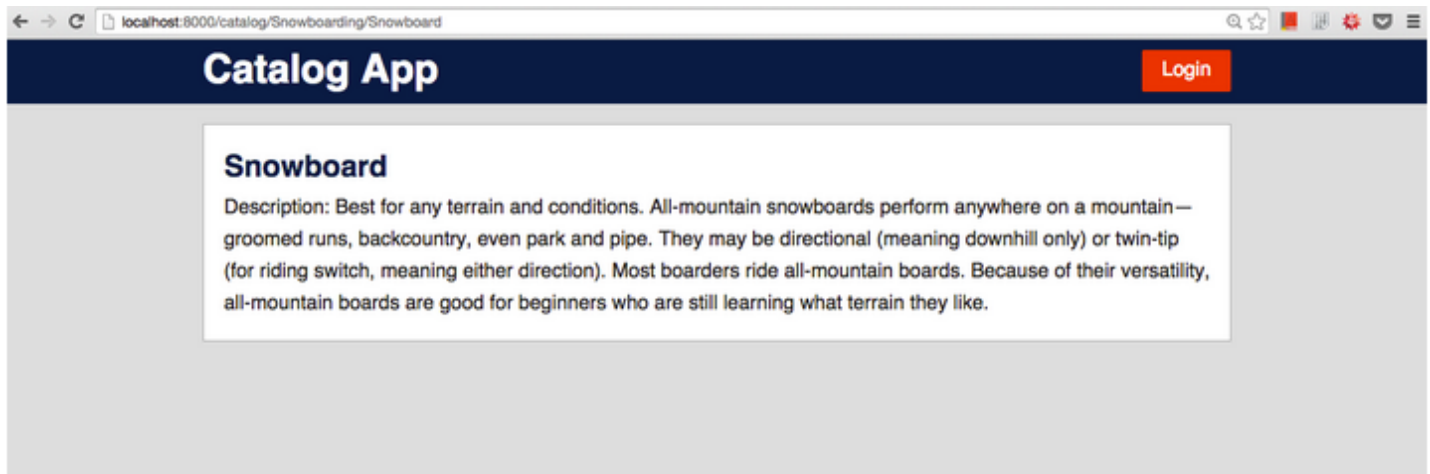 localhost:8000/catalog/Snowboarding/Snowboard
Catalog App
Login
Snowboard
Description: Best for any terrain and conditions. All-mountain snowboards perform anywhere on a mountain—
groomed runs, backcountry, even park and pipe. They may be directional (meaning downhill only) or twin-tip
(for riding switch, meaning either direction). Most boarders ride all-mountain boards. Because of their versatility,
all-mountain boards are good for beginners who are still learning what terrain they like.